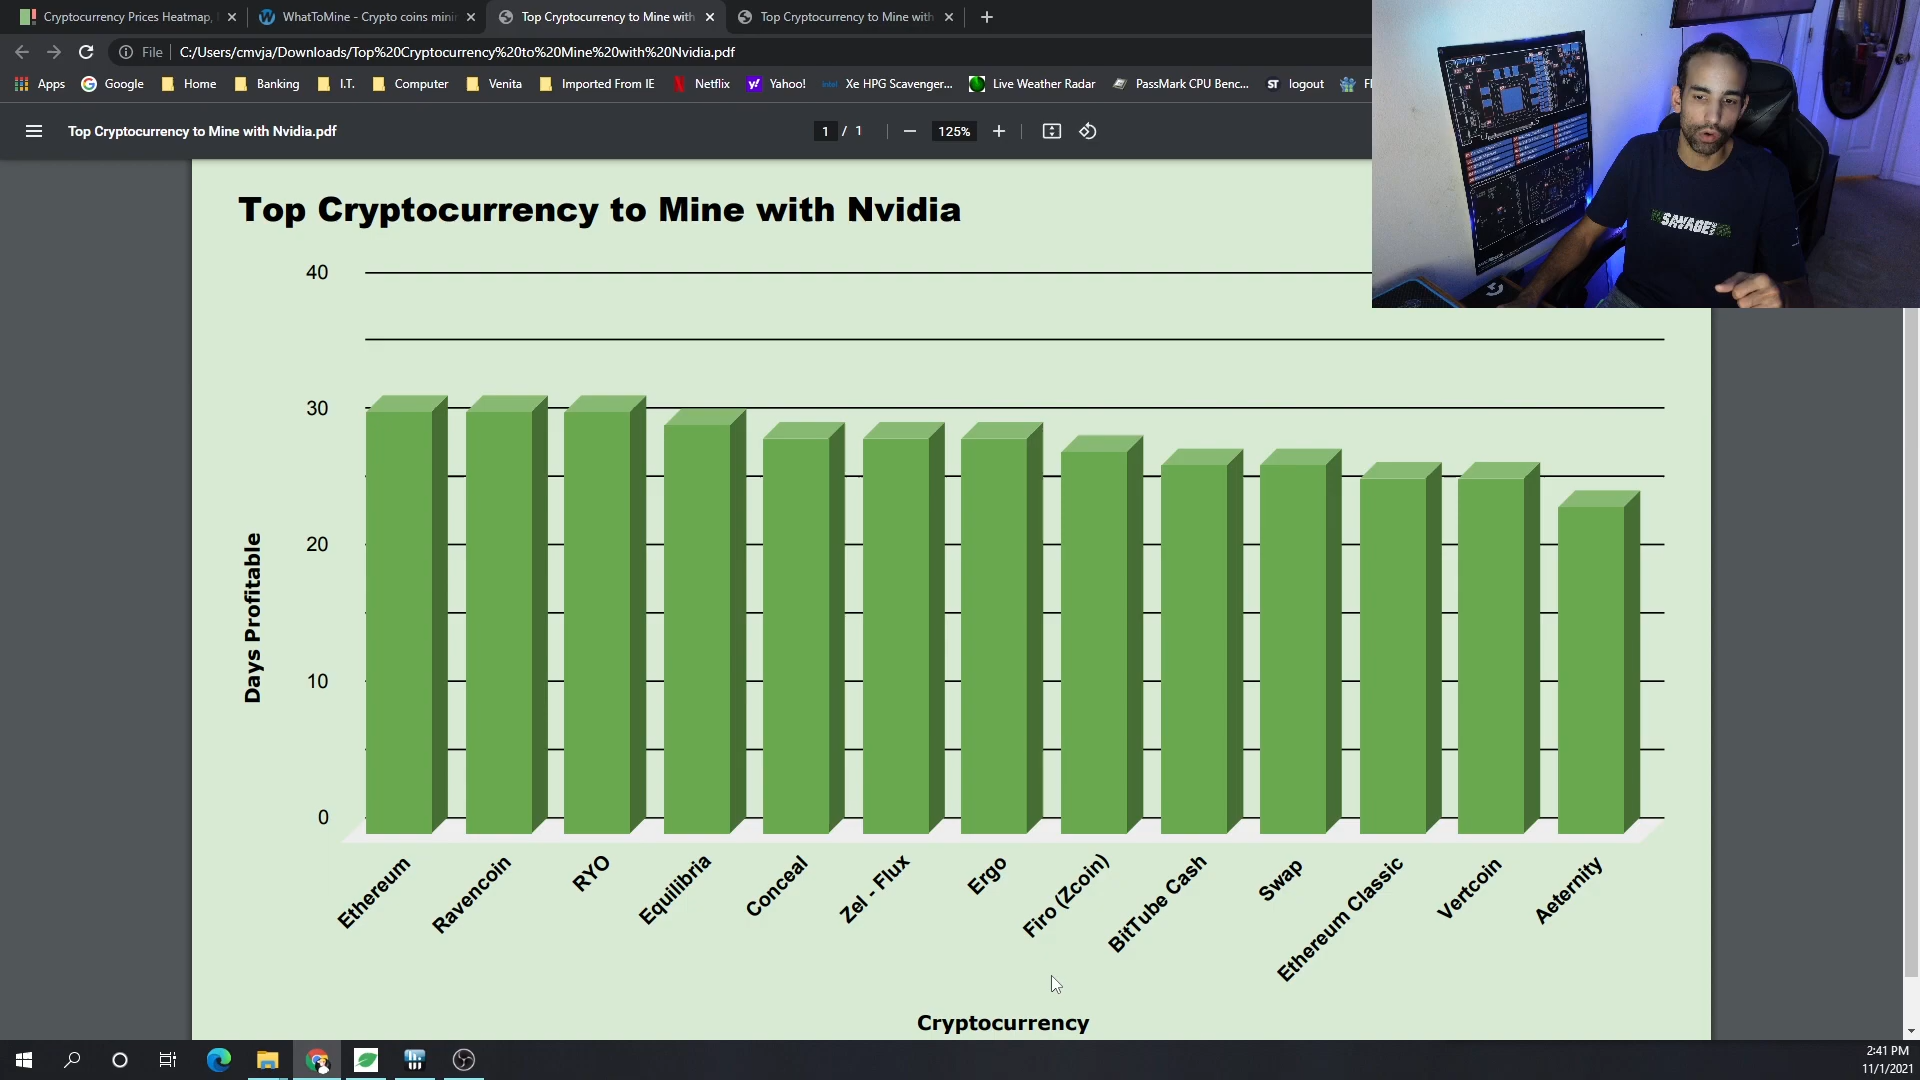 Cryptocurrency Prices Heatmap,
WhatToMine - Crypto coins mini
Top Cryptocurrency to Mine with
Top Cryptocurrency to Mine with
File
C:/Users/cmvja/Downloads/Top%20Cryptocurrency%20to%20Mine%20with%20Nvidia.pdf
Apps
Google
Home
Banking
I.T.
Computer
Venita
Imported From IE
Netflix
Yahoo!
intel
Xe HPG Scavenger...
Live Weather Radar
PassMark CPU Benc...
ST
logout
Top Cryptocurrency to Mine with Nvidia.pdf
1 / 1
125%
SAVAGE
Top Cryptocurrency to Mine with Nvidia
40
30
20
10
0
Days Profitable
Ethereum
Ravencoin
RYO
Equilibria
Conceal
Zel - Flux
Ergo
Firo (Zcoin)
BitTube Cash
Swap
Ethereum Classic
Vertcoin
Aeternity
Cryptocurrency
2:41 PM
11/1/2021